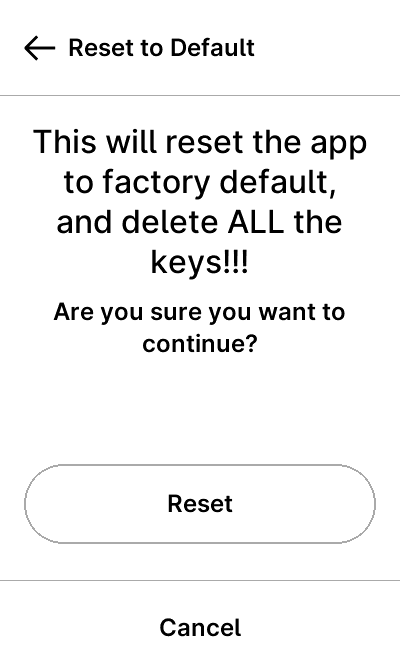 Reset to Default
This will reset the app
to factory default,
and delete ALL the
keys!!!
Are you sure you want to
continue?
Reset
Cancel